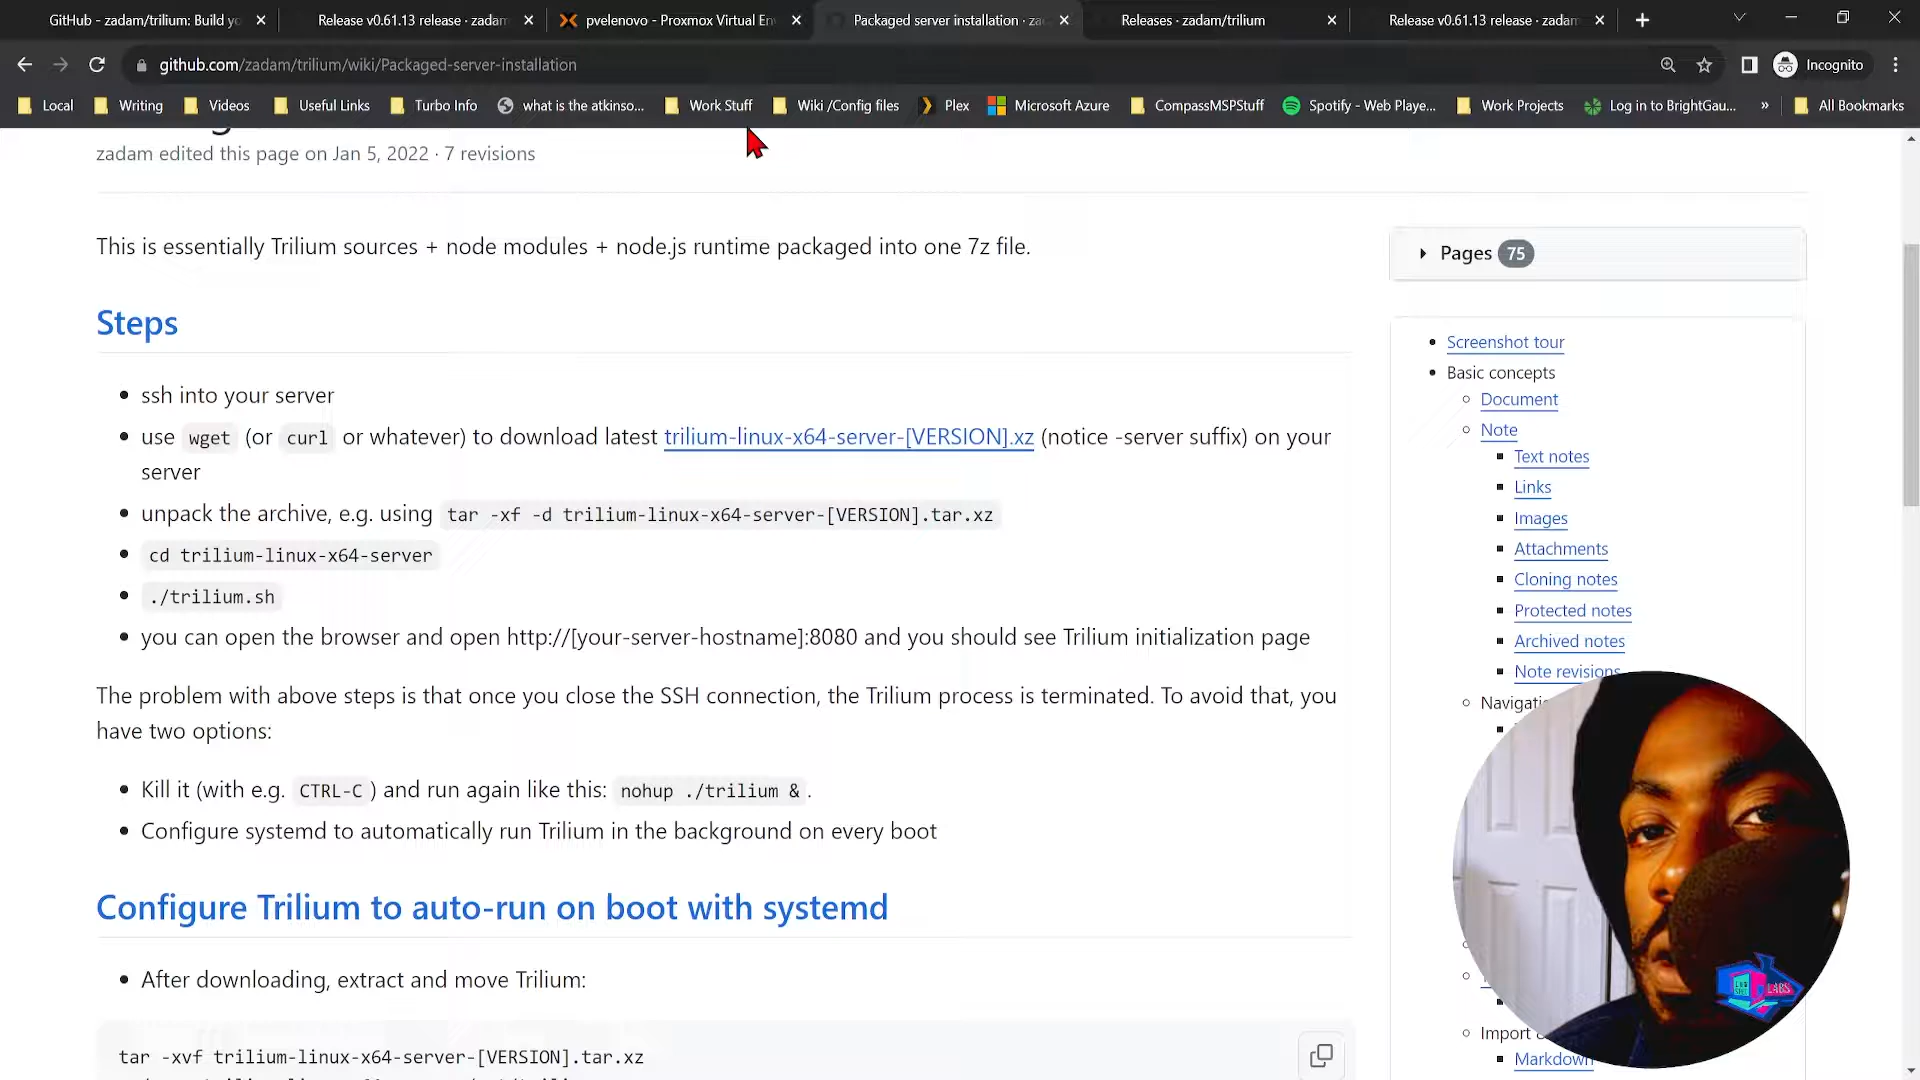 GitHub - zadam/trilium: Build yo
Release v0.61.13 release · zadam
pvelenovo - Proxmox Virtual En
Packaged server installation · za
Releases · zadam/trilium
Release v0.61.13 release · zadam
github.com/zadam/trilium/wiki/Packaged-server-installation
Incognito
Local
Writing
Videos
Useful Links
Turbo Info
what is the atkinso...
Work Stuff
Wiki /Config files
Plex
Microsoft Azure
CompassMSPStuff
Spotify - Web Playe...
Work Projects
Log in to BrightGau...
»
All Bookmarks
zadam edited this page on Jan 5, 2022 · 7 revisions
This is essentially Trilium sources + node modules + node.js runtime packaged into one 7z file.
Steps
ssh into your server
use wget (or curl or whatever) to download latest trilium-linux-x64-server-[VERSION].xz (notice -server suffix) on your
server
unpack the archive, e.g. using tar -xf -d trilium-linux-x64-server-[VERSION].tar.xz
cd trilium-linux-x64-server
./trilium.sh
you can open the browser and open http://[your-server-hostname]:8080 and you should see Trilium initialization page
The problem with above steps is that once you close the SSH connection, the Trilium process is terminated. To avoid that, you
have two options:
Kill it (with e.g. CTRL-C ) and run again like this: nohup ./trilium & .
Configure systemd to automatically run Trilium in the background on every boot
Configure Trilium to auto-run on boot with systemd
After downloading, extract and move Trilium:
tar -xvf trilium-linux-x64-server-[VERSION].tar.xz
Pages 75
Screenshot tour
Basic concepts
Document
Note
Text notes
Links
Images
Attachments
Cloning notes
Protected notes
Archived notes
Note revisions
Navigati
Import
Markdown
LABS